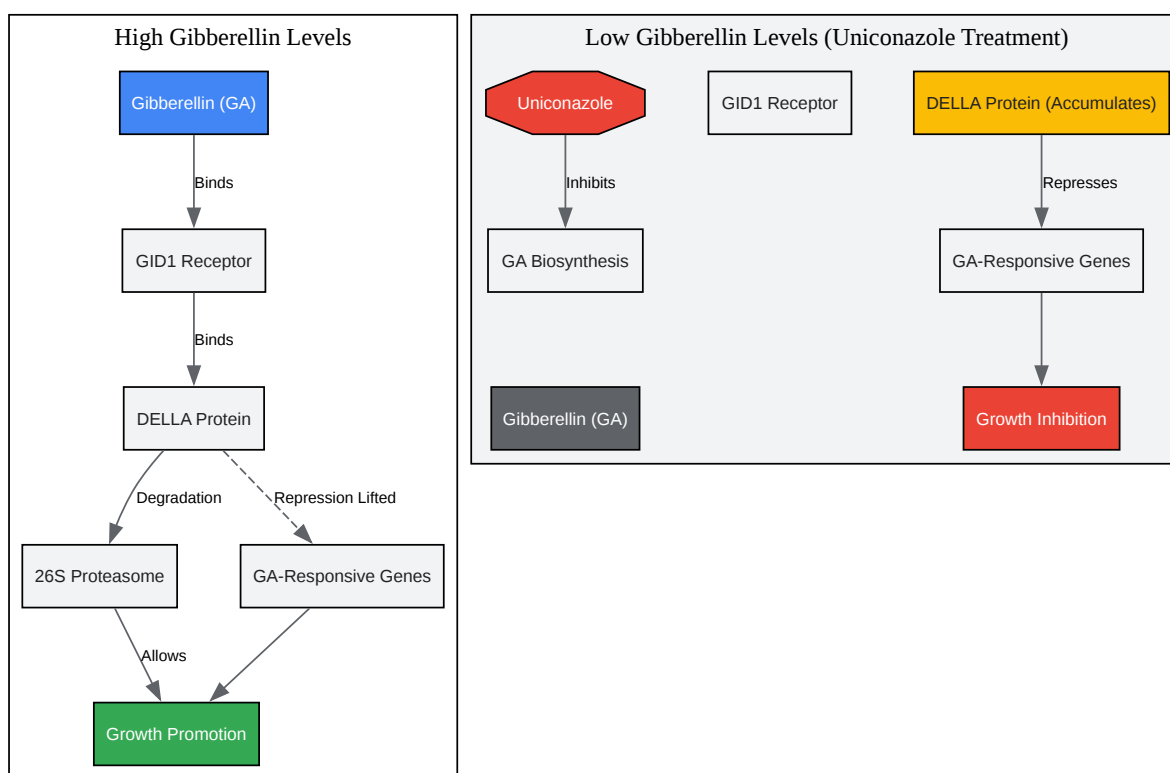 High Gibberellin Levels
Gibberellin (GA)
Binds
GID1 Receptor
Binds
DELLA Protein
Degradation
Repression Lifted
26S Proteasome
GA-Responsive Genes
Allows
Growth Promotion
Low Gibberellin Levels (Uniconazole Treatment)
Uniconazole
GID1 Receptor
DELLA Protein (Accumulates)
Inhibits
Represses
GA Biosynthesis
GA-Responsive Genes
Gibberellin (GA)
Growth Inhibition